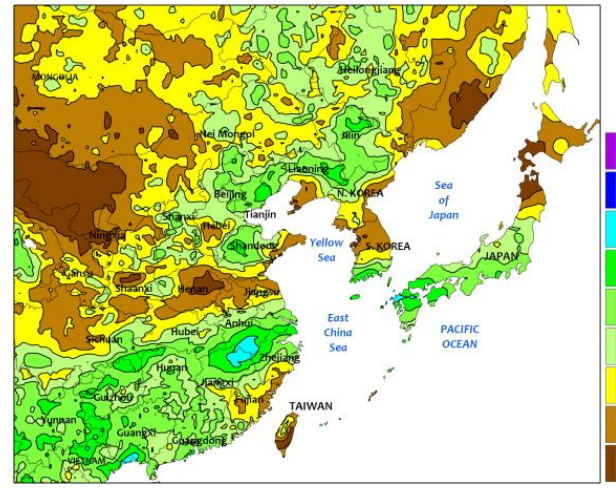 MONGOLIA
Heilongjiang
Nei Mongol
Jilin
Liaoning
Beijing
N. KOREA
Sea
of
Japan
Tianjin
Shanxi
Hebei
Ningxia
Shandong
Yellow
Sea
S. KOREA
JAPAN
Gansu
Shaanxi
Henan
Jiangsu
East
China
Sea
PACIFIC
OCEAN
Anhui
Hubei
Sichuan
Zhejiang
Hunan
Jiangxi
Guizhou
Fujian
TAIWAN
Yunnan
Guangxi
Guangdong
VIETNAM